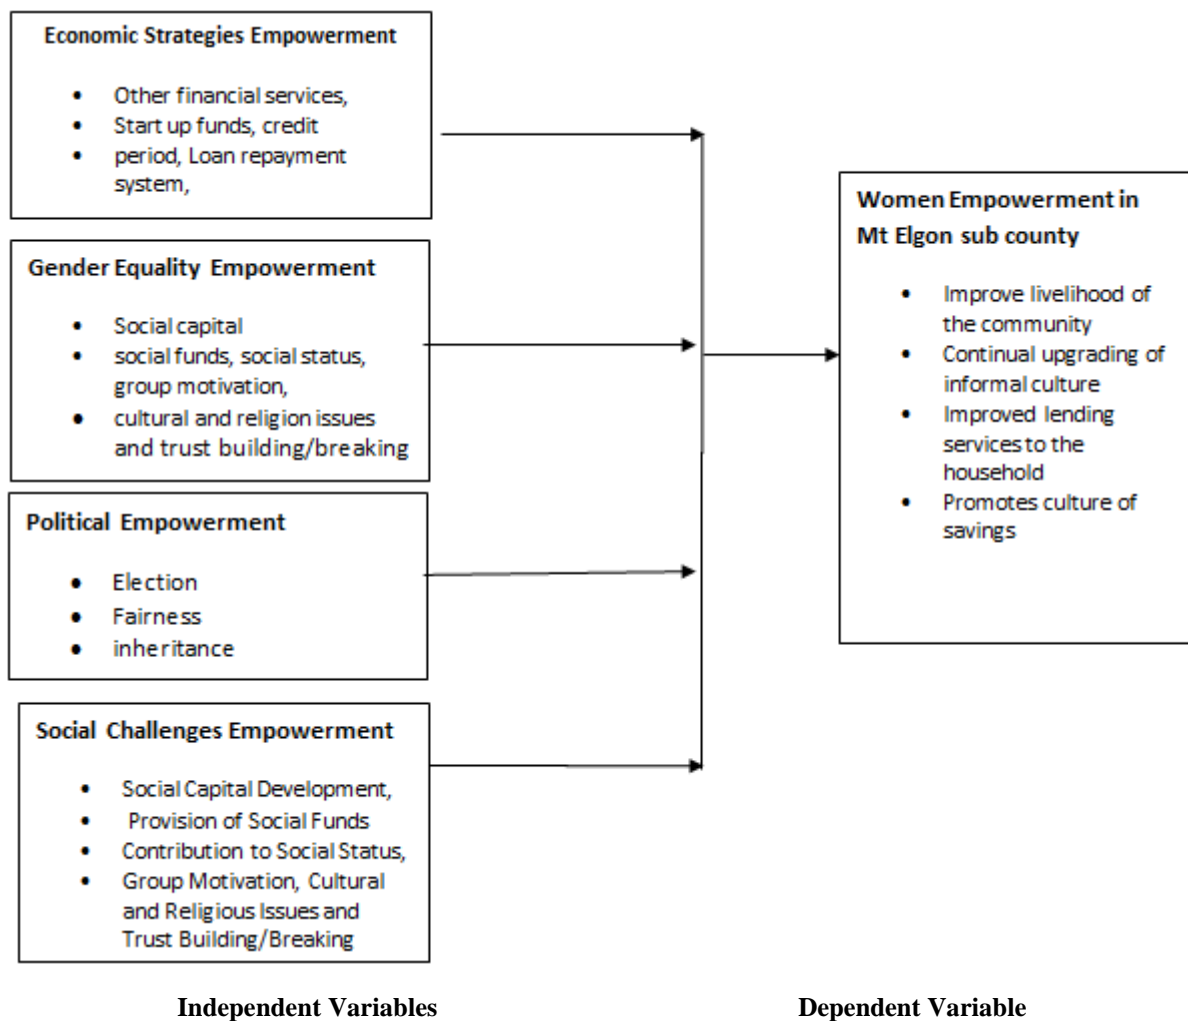 Economic Strategies Empowerment
• Other financial services,
• Start up funds, credit
• period, Loan repayment
system,
Gender Equality Empowerment
• Social capital
• social funds, social status,
group motivation,
• cultural and religion issues
and trust building/breaking
Political Empowerment
• Election
• Fairness
• inheritance
Social Challenges Empowerment
• Social Capital Development,
• Provision of Social Funds
• Contribution to Social Status,
• Group Motivation, Cultural
and Religious Issues and
Trust Building/Breaking
Women Empowerment in
Mt Elgon sub county
• Improve livelihood of
the community
• Continual upgrading of
informal culture
• Improved lending
services to the
household
• Promotes culture of
savings
Independent Variables
Dependent Variable